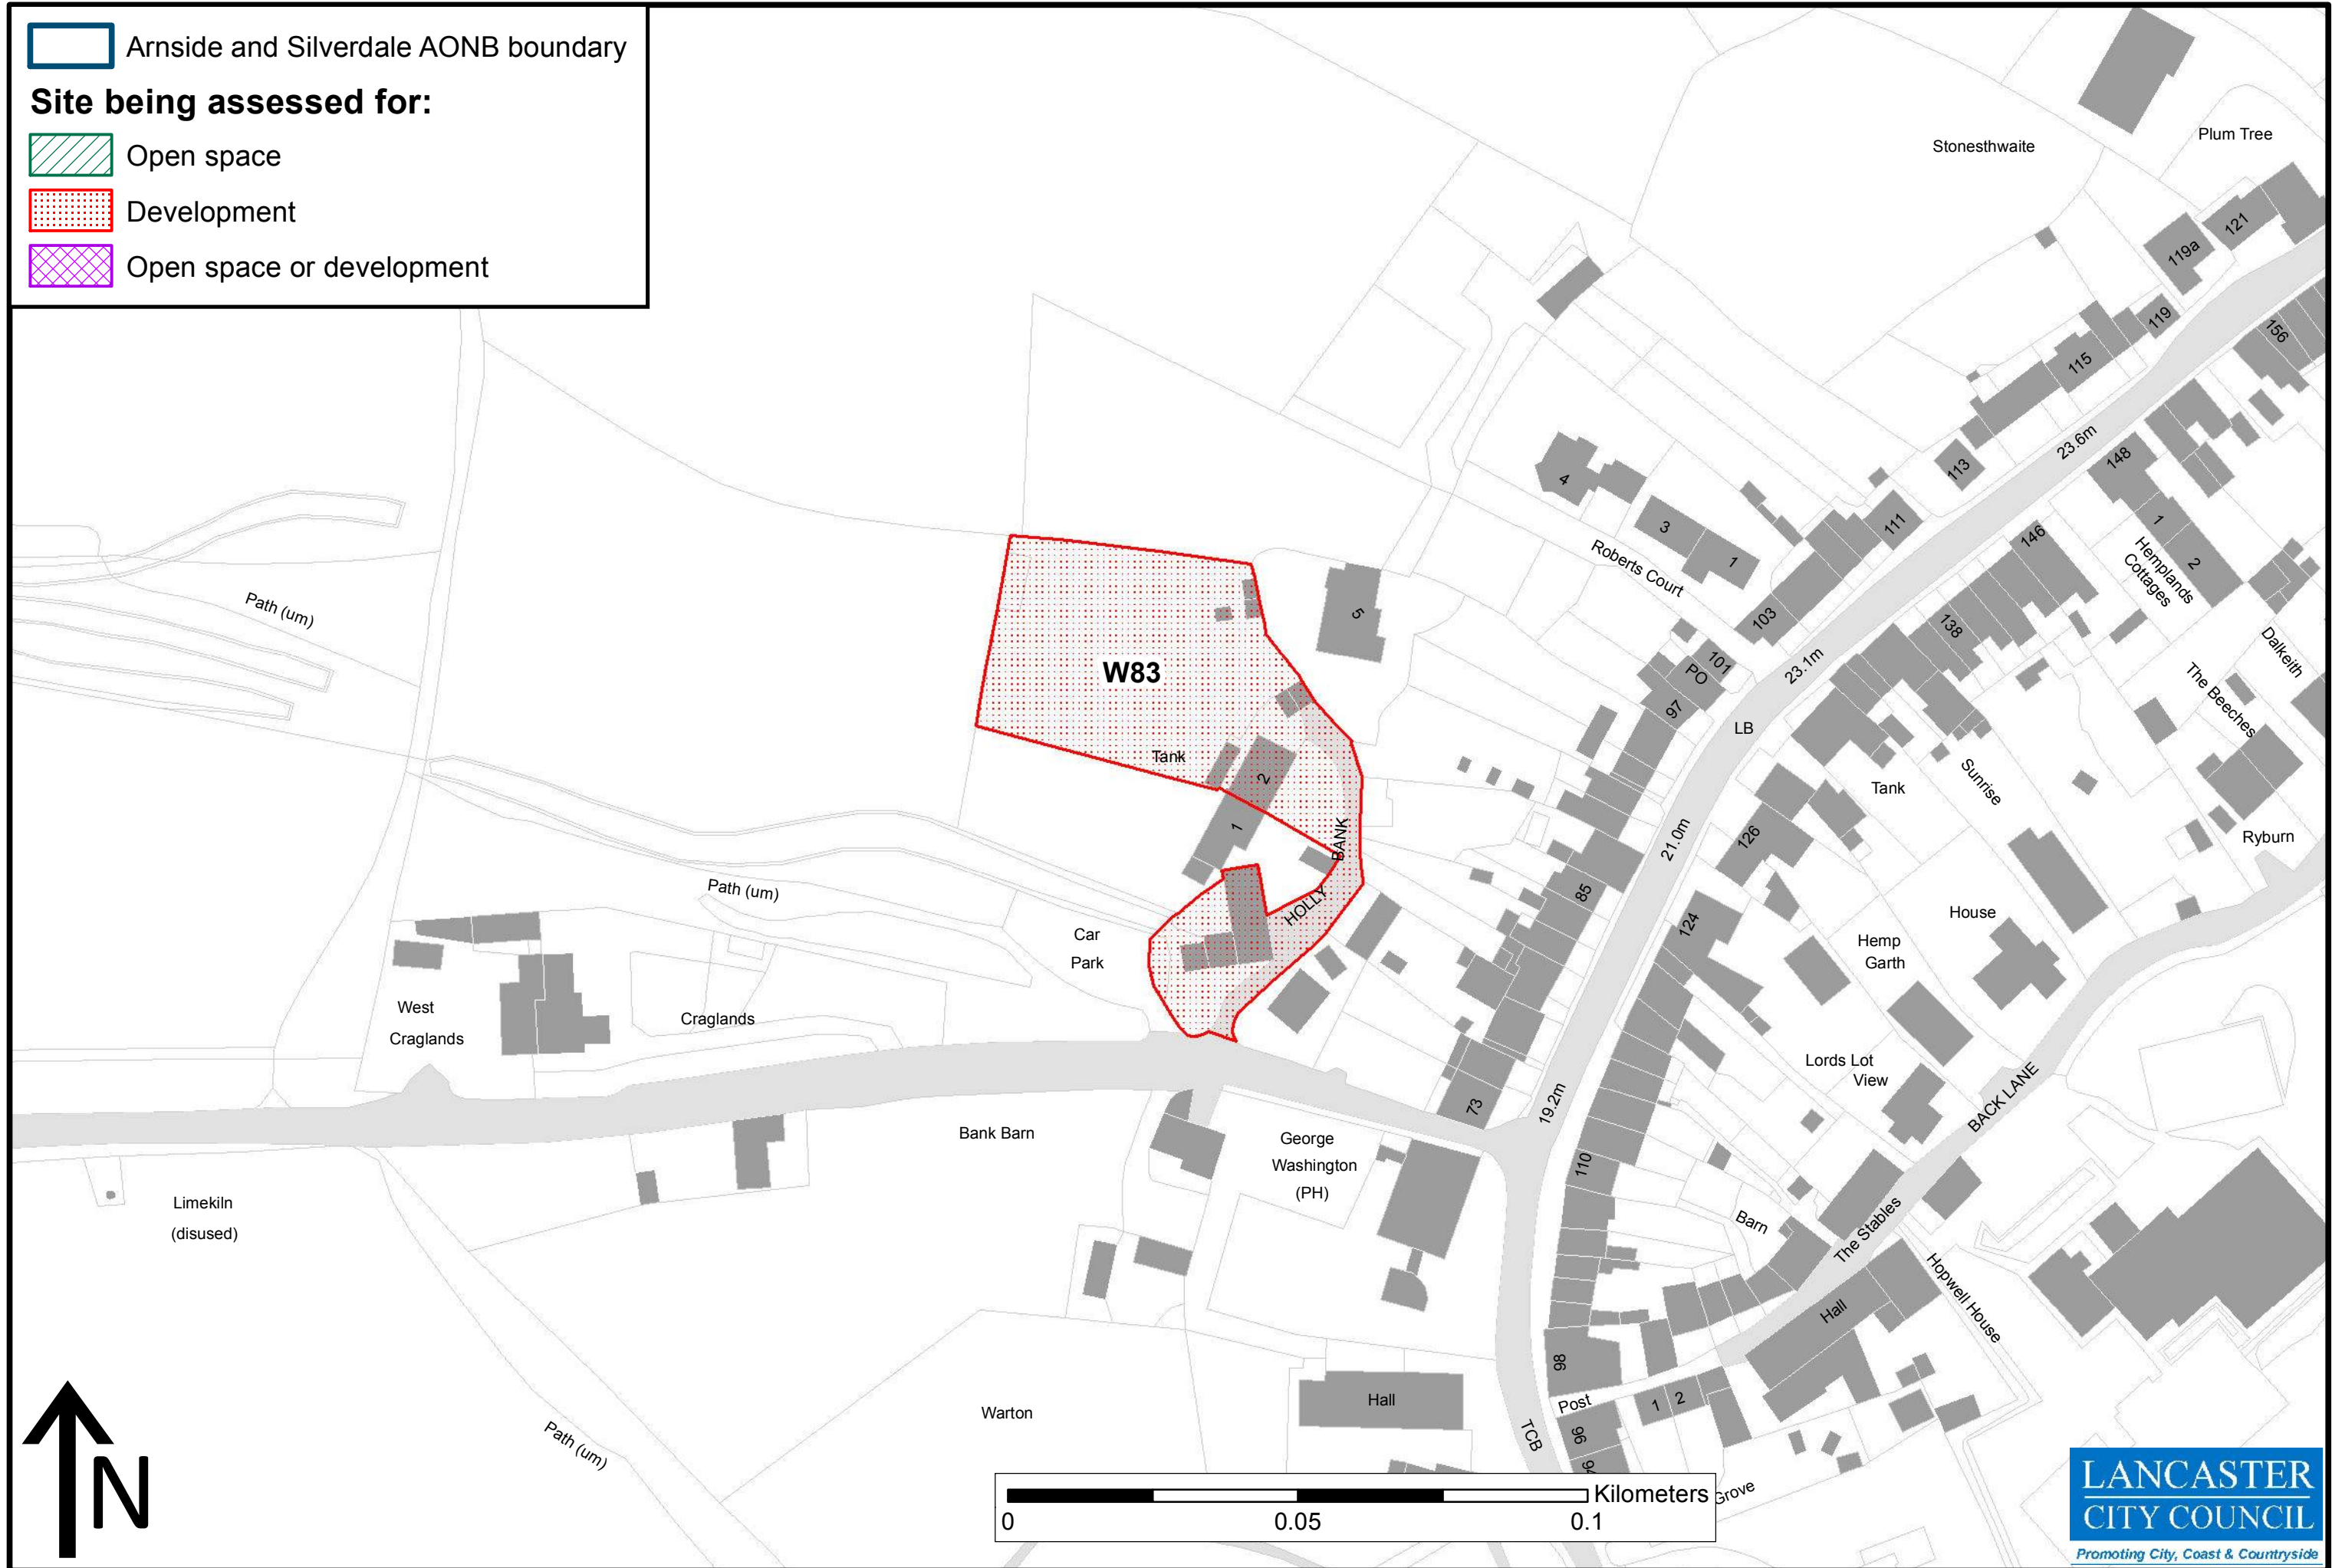 Arnside and Silverdale AONB boundary
Site being assessed for:
Open space
Development
Open space or development
Stonesthwaite
Plum Tree
121
119a
119
156
115
23.6m
113
148
4
3
1
111
Roberts Court
103
146
1
2
Hemplands
Cottages
Path (um)
5
138
Dalkeith
101
PO
97
23.1m
The Beeches
W83
LB
Tank
2
Tank
Sunrise
1
BANK
HOLLY
21.0m
126
Ryburn
Path (um)
85
124
House
Car
Park
Hemp
Garth
West
Craglands
Craglands
Lords Lot
View
73
19.2m
BACK LANE
Bank Barn
George
Washington
(PH)
110
Limekiln
(disused)
Barn
The Stables
Hopwell House
Hall
98
Hall
Post
1
2
Warton
96
TCB
Path (um)
Grove
Kilometers
0
0.05
0.1
N
LANCASTER
CITY COUNCIL
Promoting City, Coast & Countryside